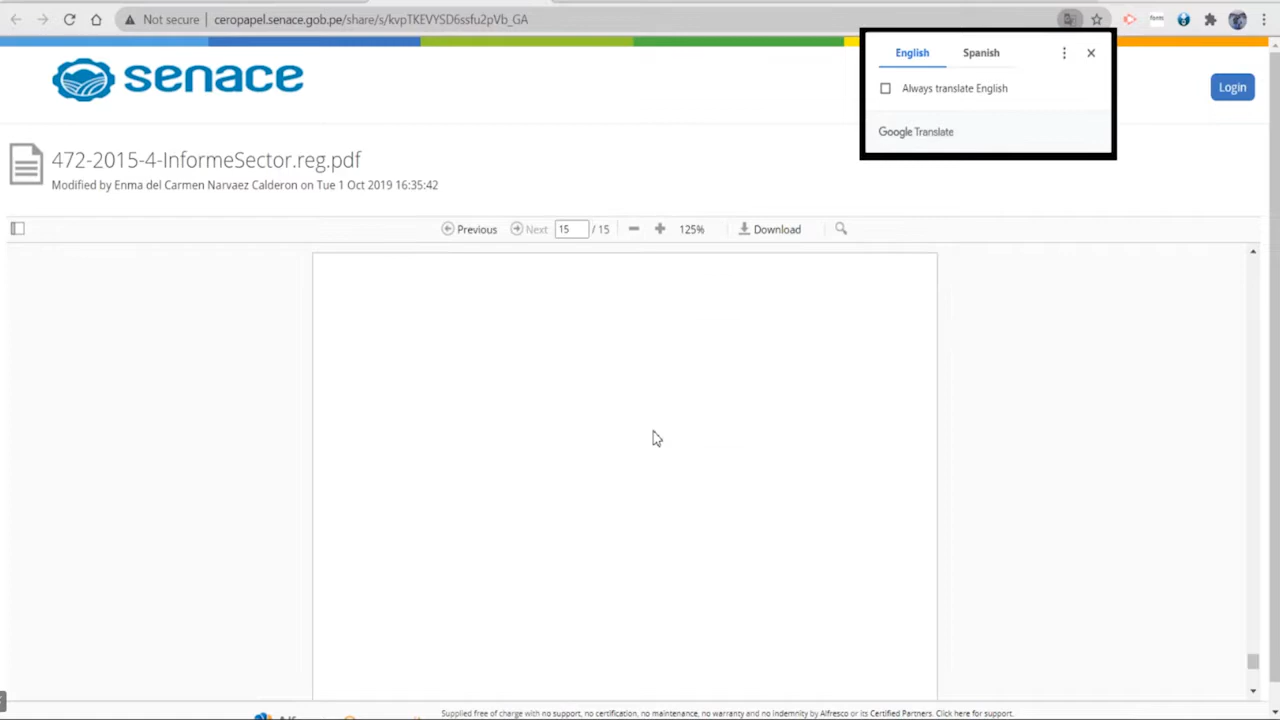 Not secure ceropapel.senace.gob.pe/share/s/kvpTKEVYSD6ssfu2pVb_GA
English Spanish
Always translate English
Google Translate
senace
Login
472-2015-4-InformeSector.reg.pdf
Modified by Enma del Carmen Narvaez Calderon on Tue 1 Oct 2019 16:35:42
Previous Next 15 / 15 125% Download
Supplied free of charge with no support, no certification, no maintenance, no warranty and no indemnity by Alfresco or its Certified Partners. Click here for support.